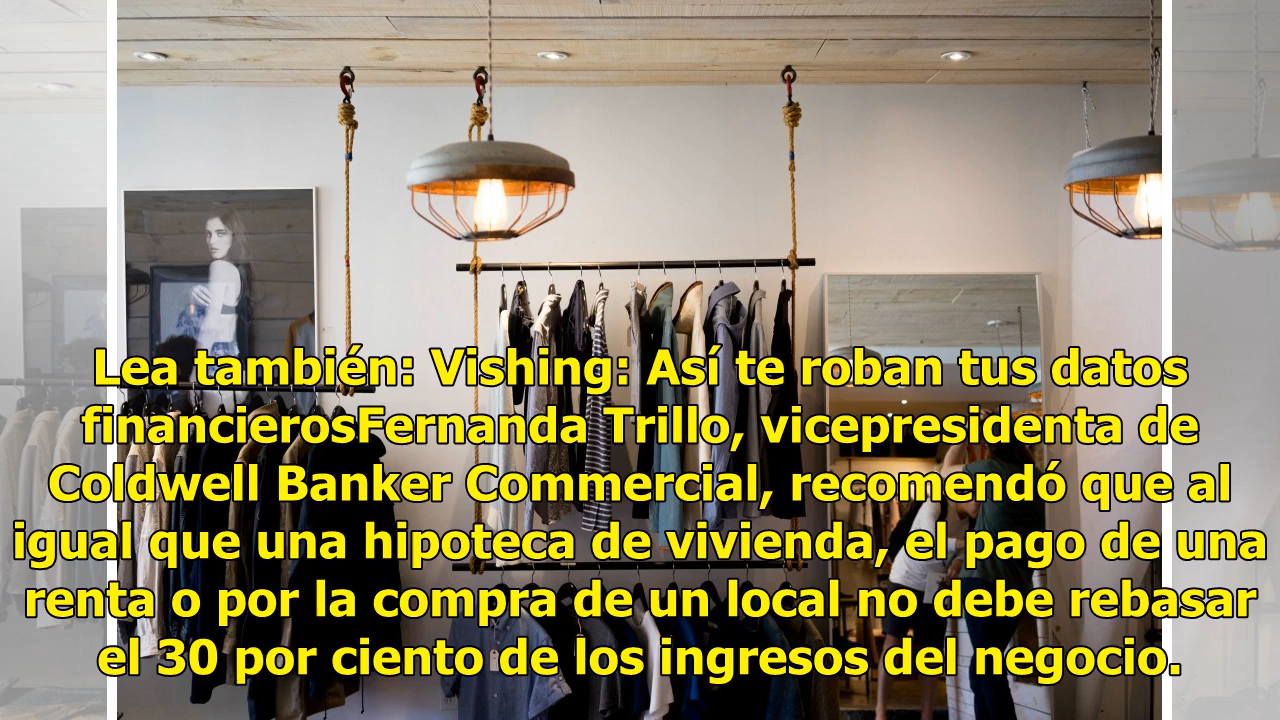 Lea también: Vishing: Así te roban tus datos
financierosFernanda Trillo, vicepresidenta de
Coldwell Banker Commercial, recomendó que al
igual que una hipoteca de vivienda, el pago de una
renta o por la compra de un local no debe rebasar
el 30 por ciento de los ingresos del negocio.